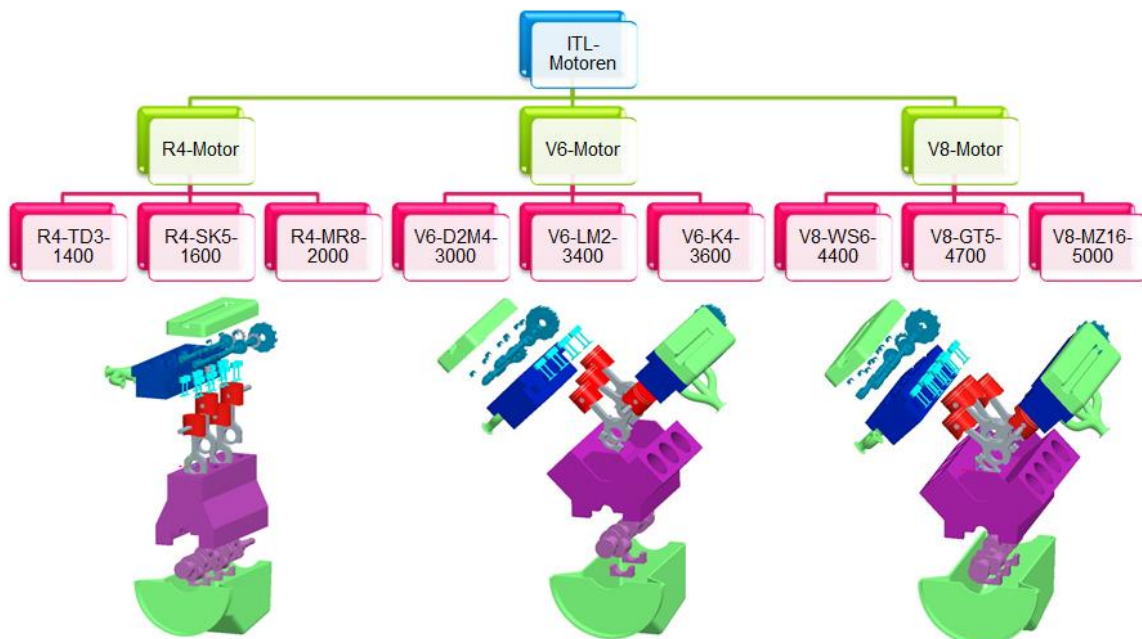 ITL-
Motoren
R4-Motor
V6-Motor
V8-Motor
R4-TD3-
1400
R4-SK5-
1600
R4-MR8-
2000
V6-D2M4-
3000
V6-LM2-
3400
V6-K4-
3600
V8-WS6-
4400
V8-GT5-
4700
V8-MZ16-
5000